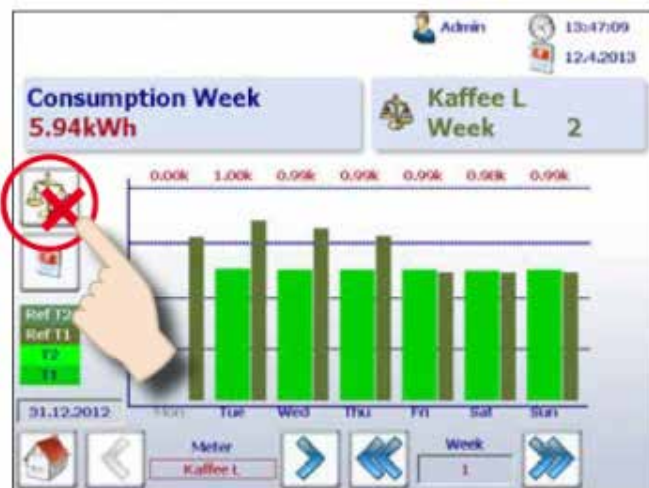 Admin
13:47:09
12.4.2013
Consumption Week
5.94kWh
Kaffee L
Week 2
0.00k 1.00k 0.99k 0.99k 0.99k 0.98k 0.99k
Ref T2
Ref T1
T2
T1
31.12.2012
Mon Tue Wed Thu Fri Sat Sun
Meter
Kaffee L
Week
1